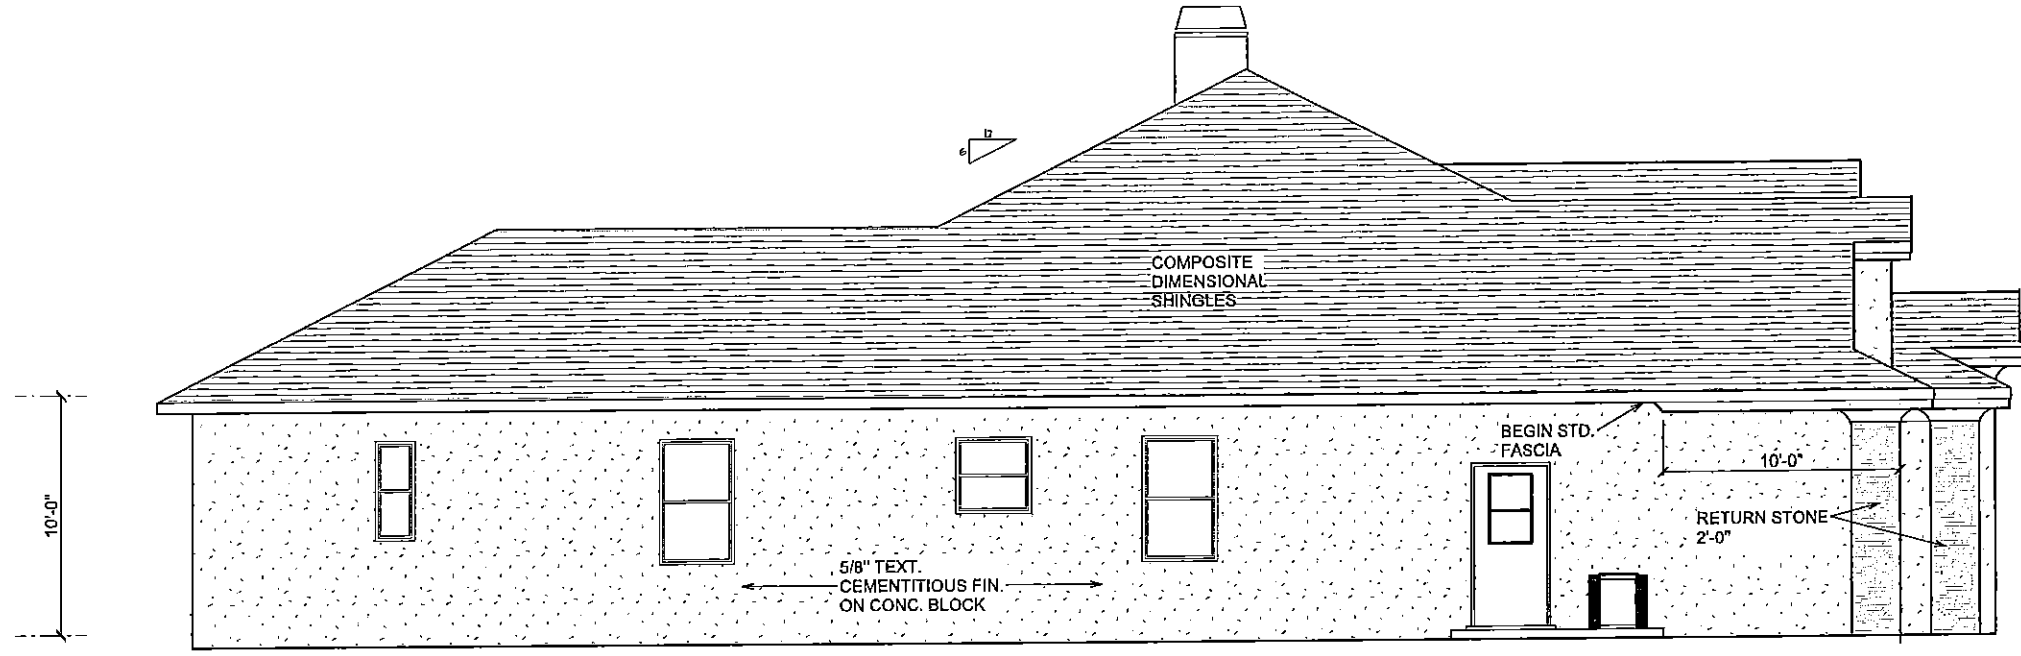 12
6
COMPOSITE
DIMENSIONAL
SHINGLES
BEGIN STD.
FASCIA
10'-0"
10'-0"
RETURN STONE
2'-0"
5/8" TEXT.
CEMENTITIOUS FIN.
ON CONC. BLOCK